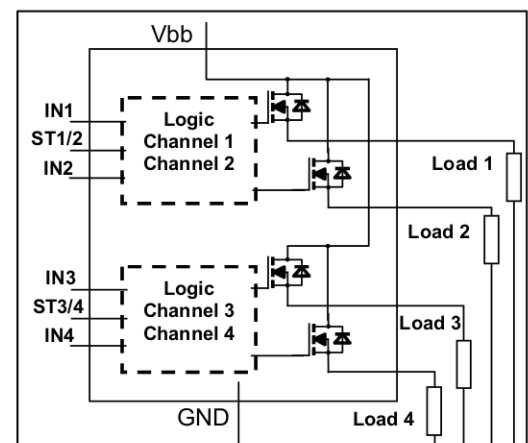 Vbb
IN1
ST1/2
IN2
Logic
Channel 1
Channel 2
Load 1
Load 2
IN3
ST3/4
IN4
Logic
Channel 3
Channel 4
Load 3
Load 4
GND